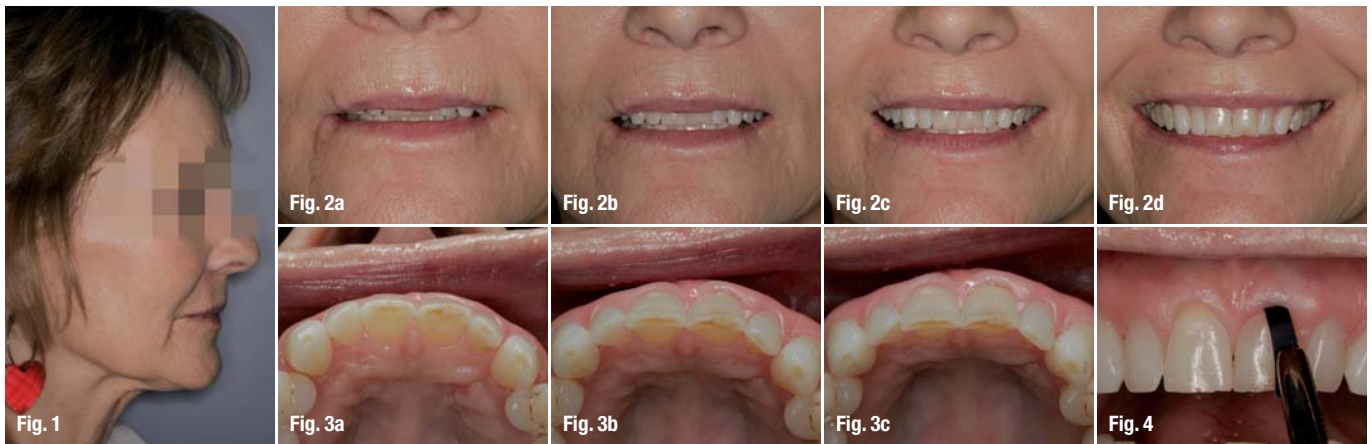 Fig. 1
Fig. 2a
Fig. 2b
Fig. 2c
Fig. 2d
Fig. 3a
Fig. 3b
Fig. 3c
Fig. 4